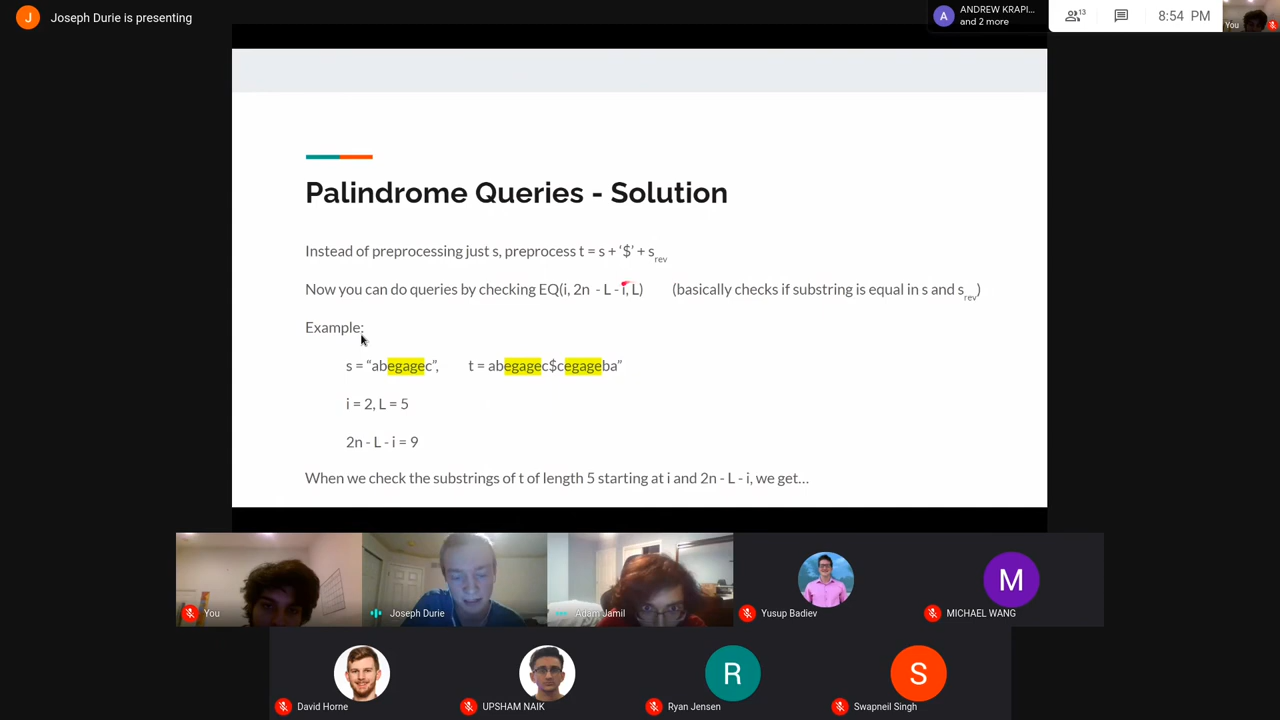 J
Joseph Durie is presenting
A
ANDREW KRAPI...
and 2 more
13
8:54 PM
You
Palindrome Queries - Solution
Instead of preprocessing just s, preprocess t = s + ‘$’ + s_rev
Now you can do queries by checking EQ(i, 2n - L - i, L) (basically checks if substring is equal in s and s_rev)
Example:
s = “abegagec”, t = abegagec$cegageba”
i = 2, L = 5
2n - L - i = 9
When we check the substrings of t of length 5 starting at i and 2n - L - i, we get...
You
Joseph Durie
Adam Jamil
Yusup Badiev
M
MICHAEL WANG
David Horne
UPSHAM NAIK
R
Ryan Jensen
S
Swapneil Singh